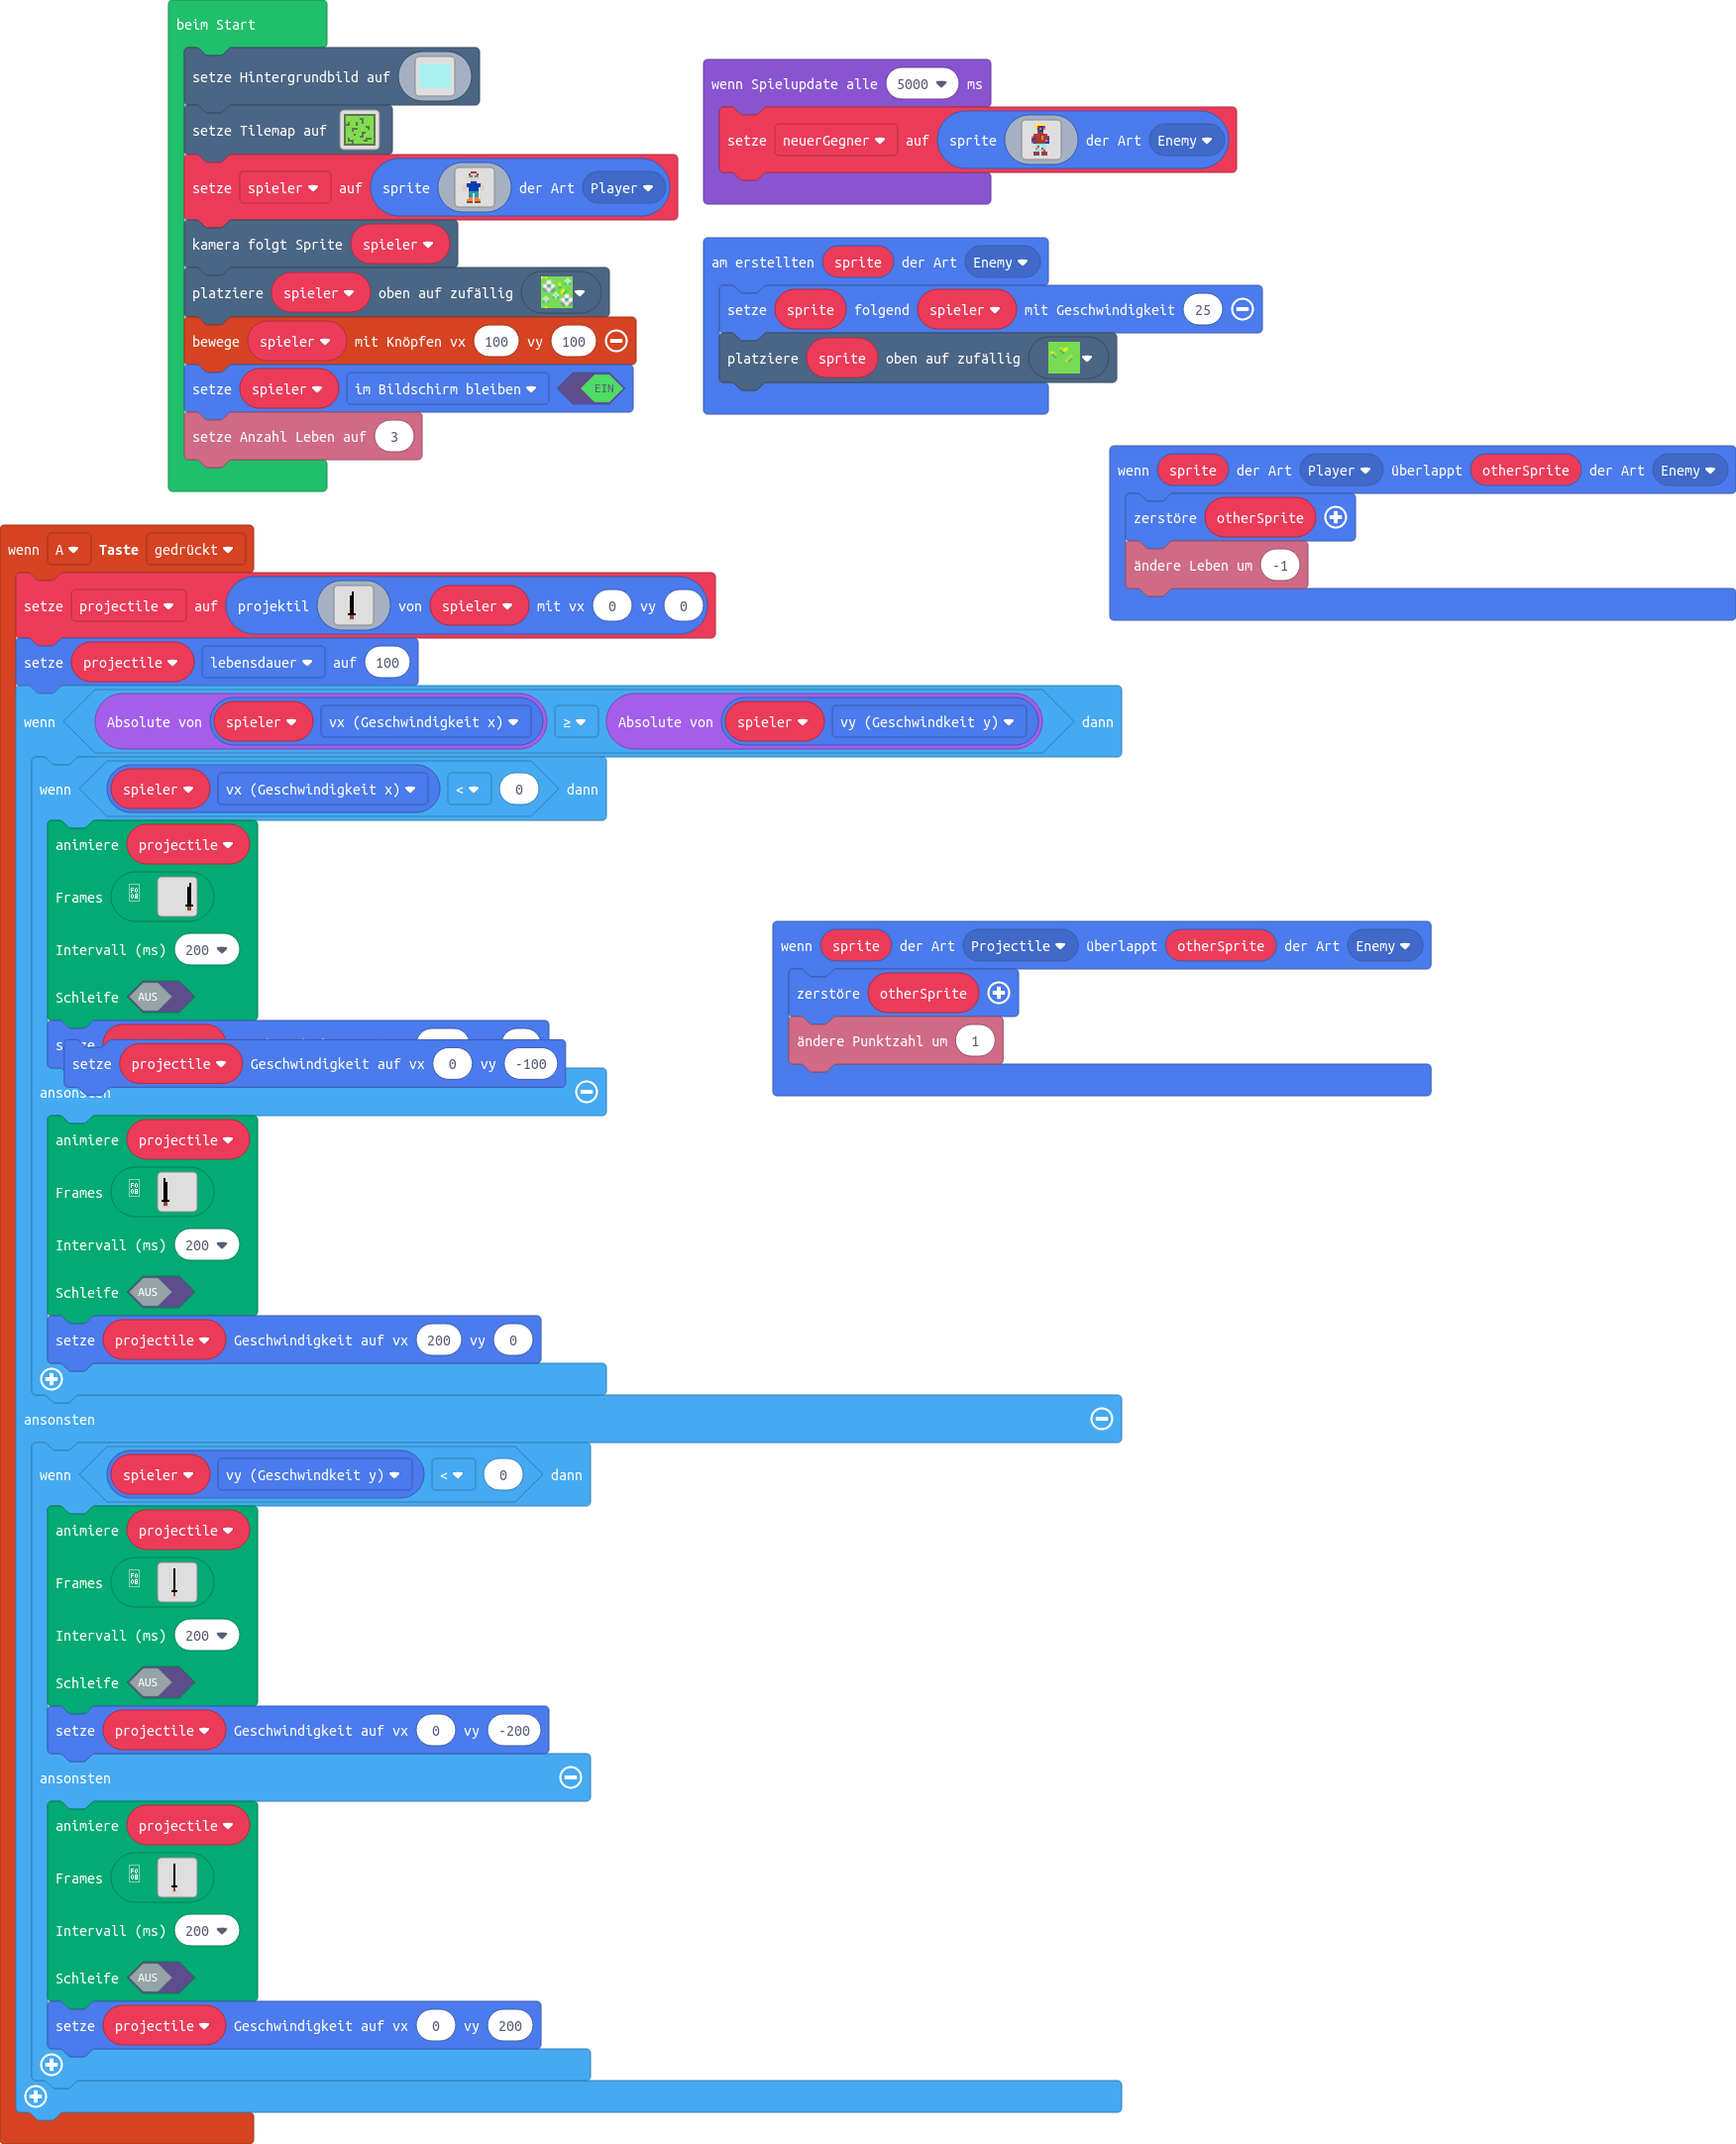 beim Start
setze Hintergrundbild auf
setze Tilemap auf
setze spieler auf sprite der Art Player
kamera folgt Sprite spieler
platziere spieler oben auf zufällig
bewege spieler mit Knöpfen vx 100 vy 100
setze spieler im Bildschirm bleiben EIN
setze Anzahl Leben auf 3
wenn Spielupdate alle 5000 ms
setze neuerGegner auf sprite der Art Enemy
am erstellten sprite der Art Enemy
setze sprite folgend spieler mit Geschwindigkeit 25
platziere sprite oben auf zufällig
wenn sprite der Art Player überlappt otherSprite der Art Enemy
zerstöre otherSprite
ändere Leben um -1
wenn A Taste gedrückt
setze projectile auf projektil von spieler mit vx 0 vy 0
setze projectile lebensdauer auf 100
wenn Absolute von spieler vx (Geschwindigkeit x) ≥ Absolute von spieler vy (Geschwindkeit y) dann
wenn spieler vx (Geschwindigkeit x) < 0 dann
animiere projectile
Frames
Intervall (ms) 200
Schleife AUS
setze projectile Geschwindigkeit auf vx 0 vy -100
ansonsten
animiere projectile
Frames
Intervall (ms) 200
Schleife AUS
setze projectile Geschwindigkeit auf vx 200 vy 0
ansonsten
wenn spieler vy (Geschwindkeit y) < 0 dann
animiere projectile
Frames
Intervall (ms) 200
Schleife AUS
setze projectile Geschwindigkeit auf vx 0 vy -200
ansonsten
animiere projectile
Frames
Intervall (ms) 200
Schleife AUS
setze projectile Geschwindigkeit auf vx 0 vy 200
wenn sprite der Art Projectile überlappt otherSprite der Art Enemy
zerstöre otherSprite
ändere Punktzahl um 1